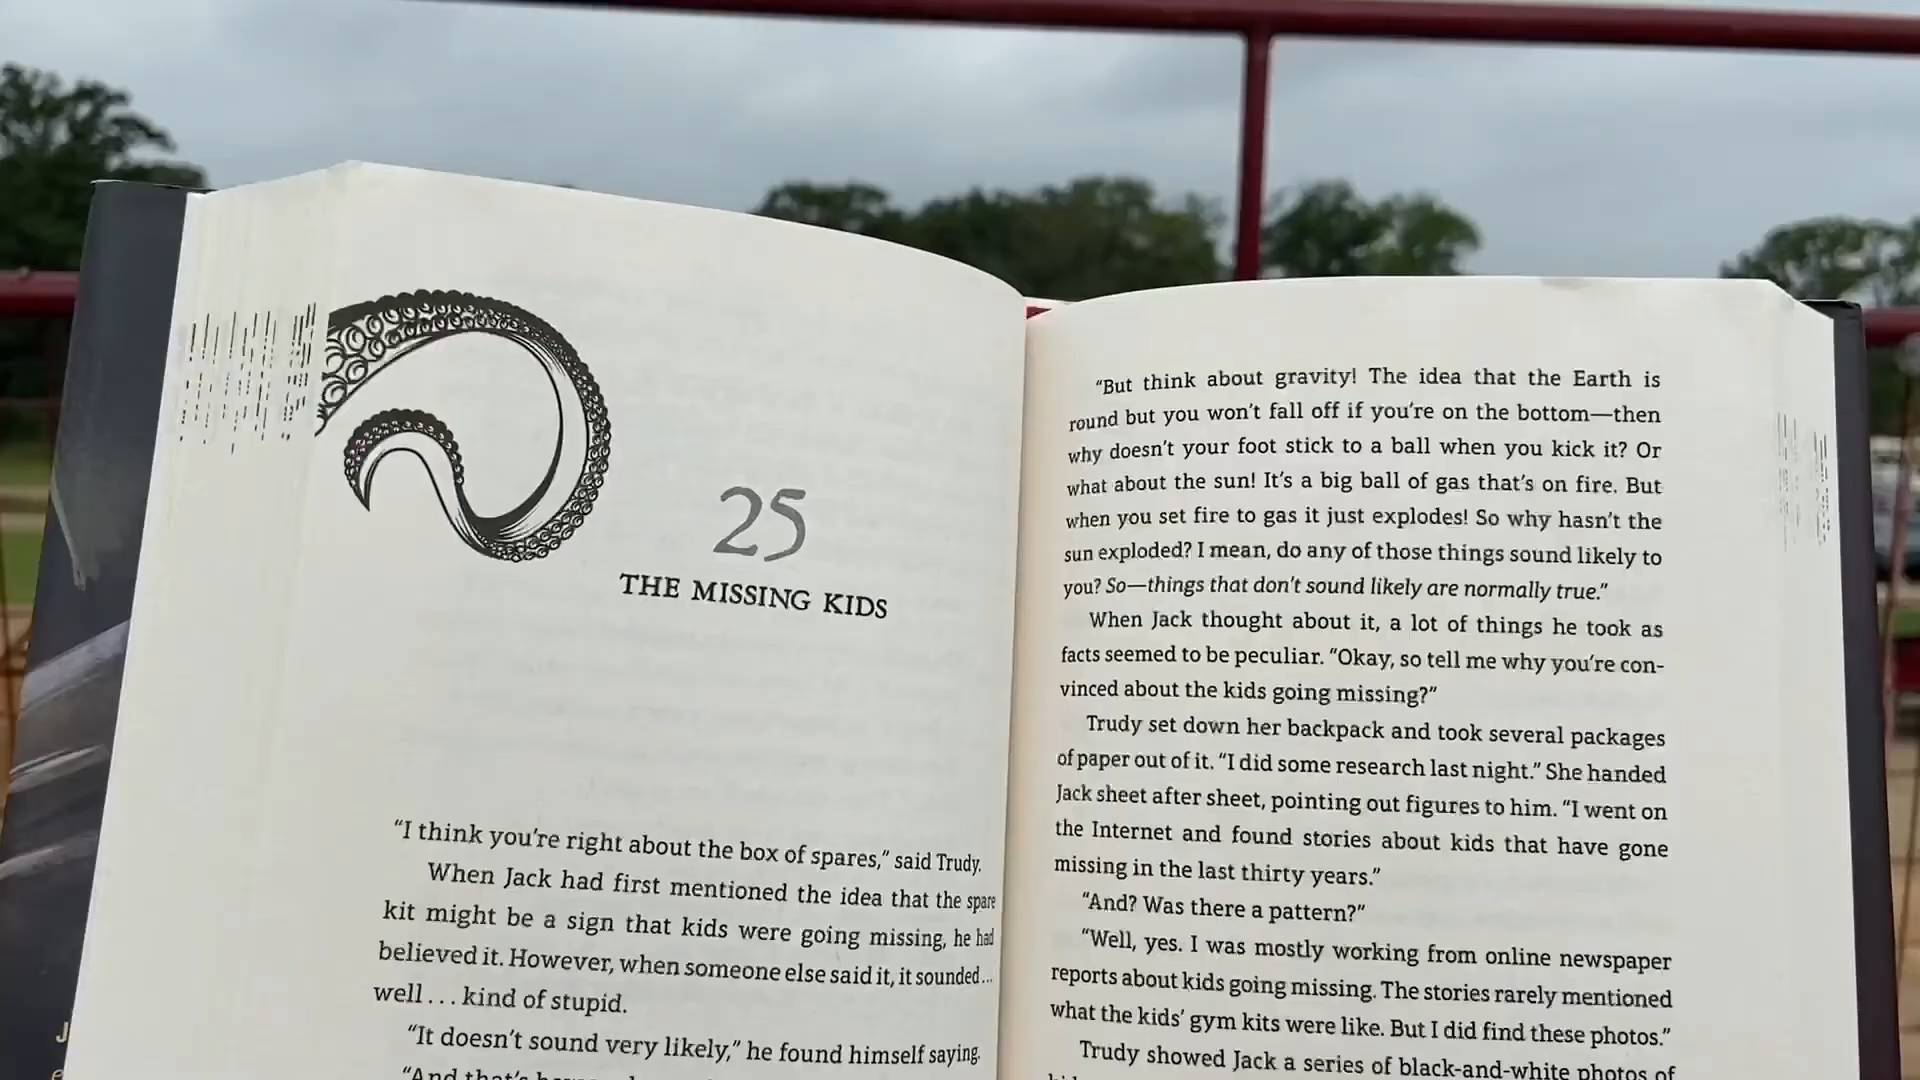 25
THE MISSING KIDS
“I think you’re right about the box of spares,” said Trudy.
When Jack had first mentioned the idea that the spare
kit might be a sign that kids were going missing, he had
believed it. However, when someone else said it, it sounded...
well . . . kind of stupid.
“It doesn’t sound very likely,” he found himself saying.
“And that’s
“But think about gravity! The idea that the Earth is
round but you won’t fall off if you’re on the bottom—then
why doesn’t your foot stick to a ball when you kick it? Or
what about the sun! It’s a big ball of gas that’s on fire. But
when you set fire to gas it just explodes! So why hasn’t the
sun exploded? I mean, do any of those things sound likely to
you? So—things that don’t sound likely are normally true.”
When Jack thought about it, a lot of things he took as
facts seemed to be peculiar. “Okay, so tell me why you’re con-
vinced about the kids going missing?”
Trudy set down her backpack and took several packages
of paper out of it. “I did some research last night.” She handed
Jack sheet after sheet, pointing out figures to him. “I went on
the Internet and found stories about kids that have gone
missing in the last thirty years.”
“And? Was there a pattern?”
“Well, yes. I was mostly working from online newspaper
reports about kids going missing. The stories rarely mentioned
what the kids’ gym kits were like. But I did find these photos.”
Trudy showed Jack a series of black-and-white photos of